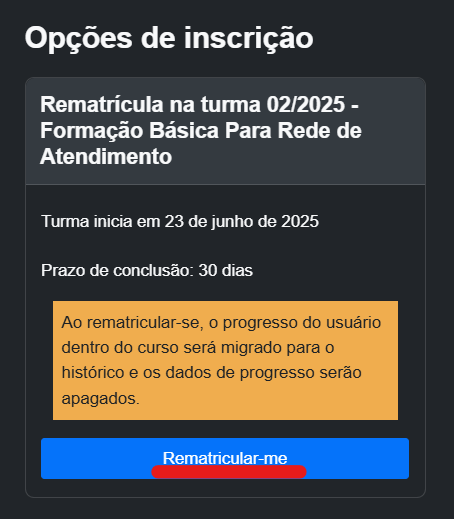 Opções de inscrição
Rematrícula na turma 02/2025 -
Formação Básica Para Rede de
Atendimento
Turma inicia em 23 de junho de 2025
Prazo de conclusão: 30 dias
Ao rematricular-se, o progresso do usuário
dentro do curso será migrado para o
histórico e os dados de progresso serão
apagados.
Rematricular-me